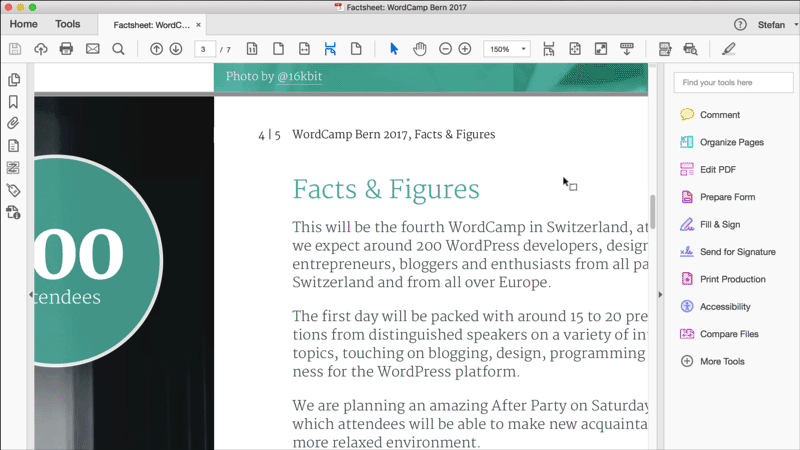 Factsheet: WordCamp Bern 2017
Home Tools Factsheet: WordC... × Stefan
3 / 7 150%
Photo by @16kbit
00
tendees
4 | 5 WordCamp Bern 2017, Facts & Figures
Facts & Figures
This will be the fourth WordCamp in Switzerland, at
we expect around 200 WordPress developers, design
entrepreneurs, bloggers and enthusiasts from all pa
Switzerland and from all over Europe.
The first day will be packed with around 15 to 20 pre
tions from distinguished speakers on a variety of in
topics, touching on blogging, design, programming
ness for the WordPress platform.
We are planning an amazing After Party on Saturday
which attendees will be able to make new acquainta
more relaxed environment.
Find your tools here
Comment
Organize Pages
Edit PDF
Prepare Form
Fill & Sign
Send for Signature
Print Production
Accessibility
Compare Files
More Tools